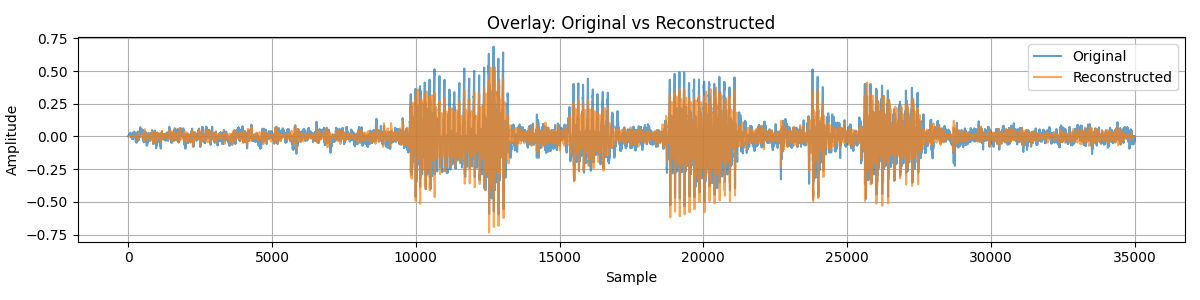 Overlay: Original vs Reconstructed
Amplitude
0.75
0.50
0.25
0.00
−0.25
−0.50
−0.75
Original
Reconstructed
0 5000 10000 15000 20000 25000 30000 35000
Sample